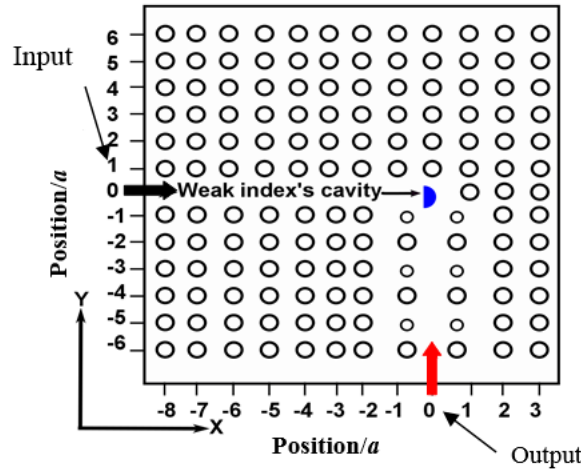 Input
Position/a
6
5
4
3
2
1
0
-1
-2
-3
-4
-5
-6
Weak index's cavity
Y
X
-8 -7 -6 -5 -4 -3 -2 -1 0 1 2 3
Position/a
Output